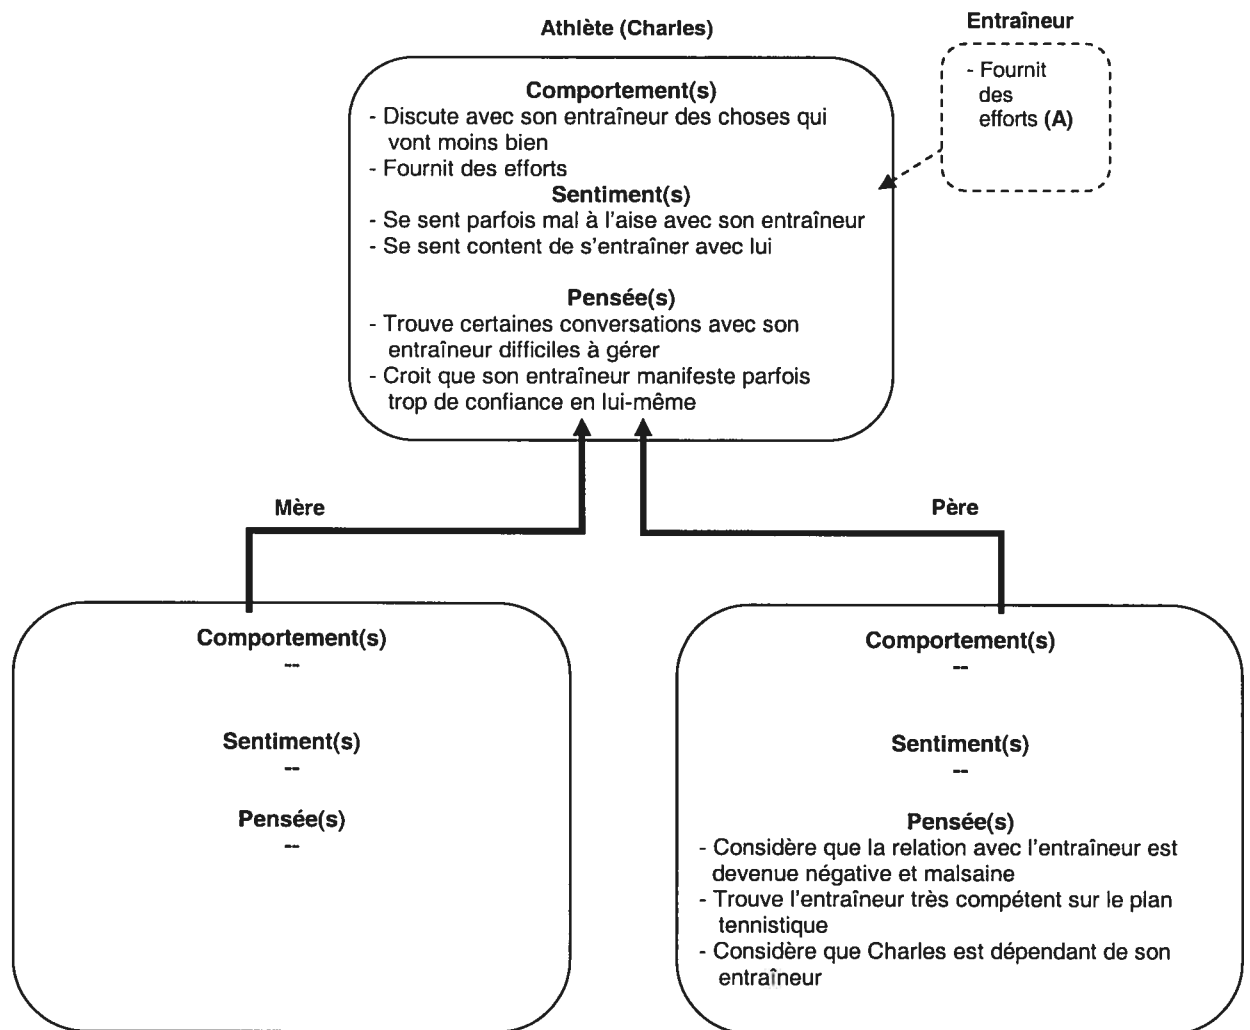 Athlète (Charles)
Entraîneur
- Fournit
des
efforts (A)
Comportement(s)
- Discute avec son entraîneur des choses qui
vont moins bien
- Fournit des efforts
Sentiment(s)
- Se sent parfois mal à l'aise avec son entraîneur
- Se sent content de s'entraîner avec lui
Pensée(s)
- Trouve certaines conversations avec son
entraîneur difficiles à gérer
- Croit que son entraîneur manifeste parfois
trop de confiance en lui-même
Mère
Père
Comportement(s)
--
Sentiment(s)
--
Pensée(s)
--
Comportement(s)
--
Sentiment(s)
--
Pensée(s)
- Considère que la relation avec l'entraîneur est
devenue négative et malsaine
- Trouve l'entraîneur très compétent sur le plan
tennistique
- Considère que Charles est dépendant de son
entraîneur